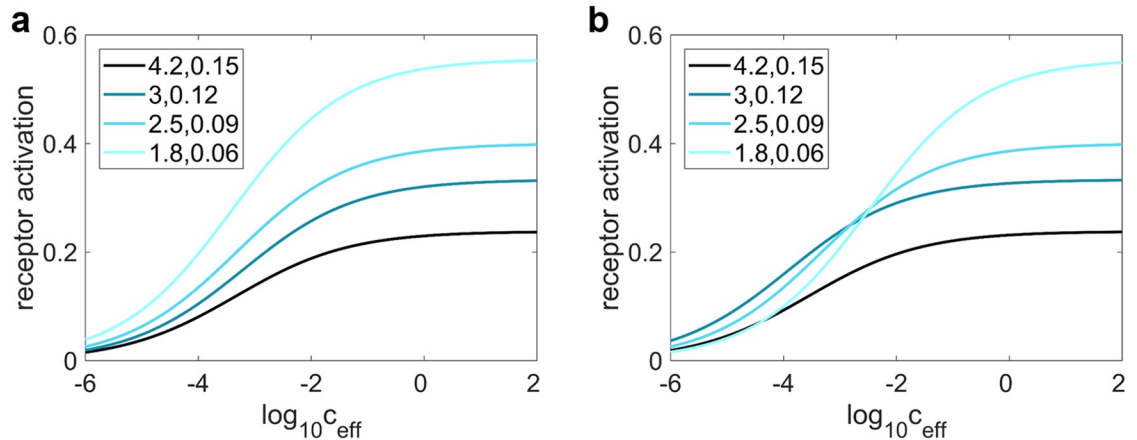 a
0.6
0.4
0.2
0
receptor activation
4.2,0.15
3,0.12
2.5,0.09
1.8,0.06
-6 -4 -2 0 2
log10ceff
b
0.6
0.4
0.2
0
receptor activation
4.2,0.15
3,0.12
2.5,0.09
1.8,0.06
-6 -4 -2 0 2
log10ceff